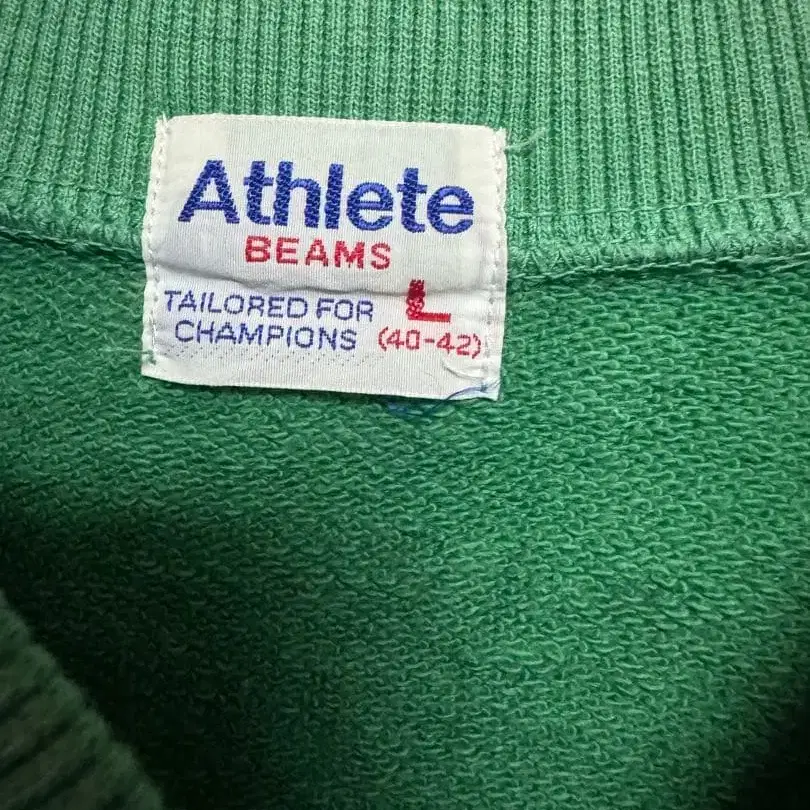 Athlete
BEAMS
TAILORED FOR
CHAMPIONS
L
(40-42)